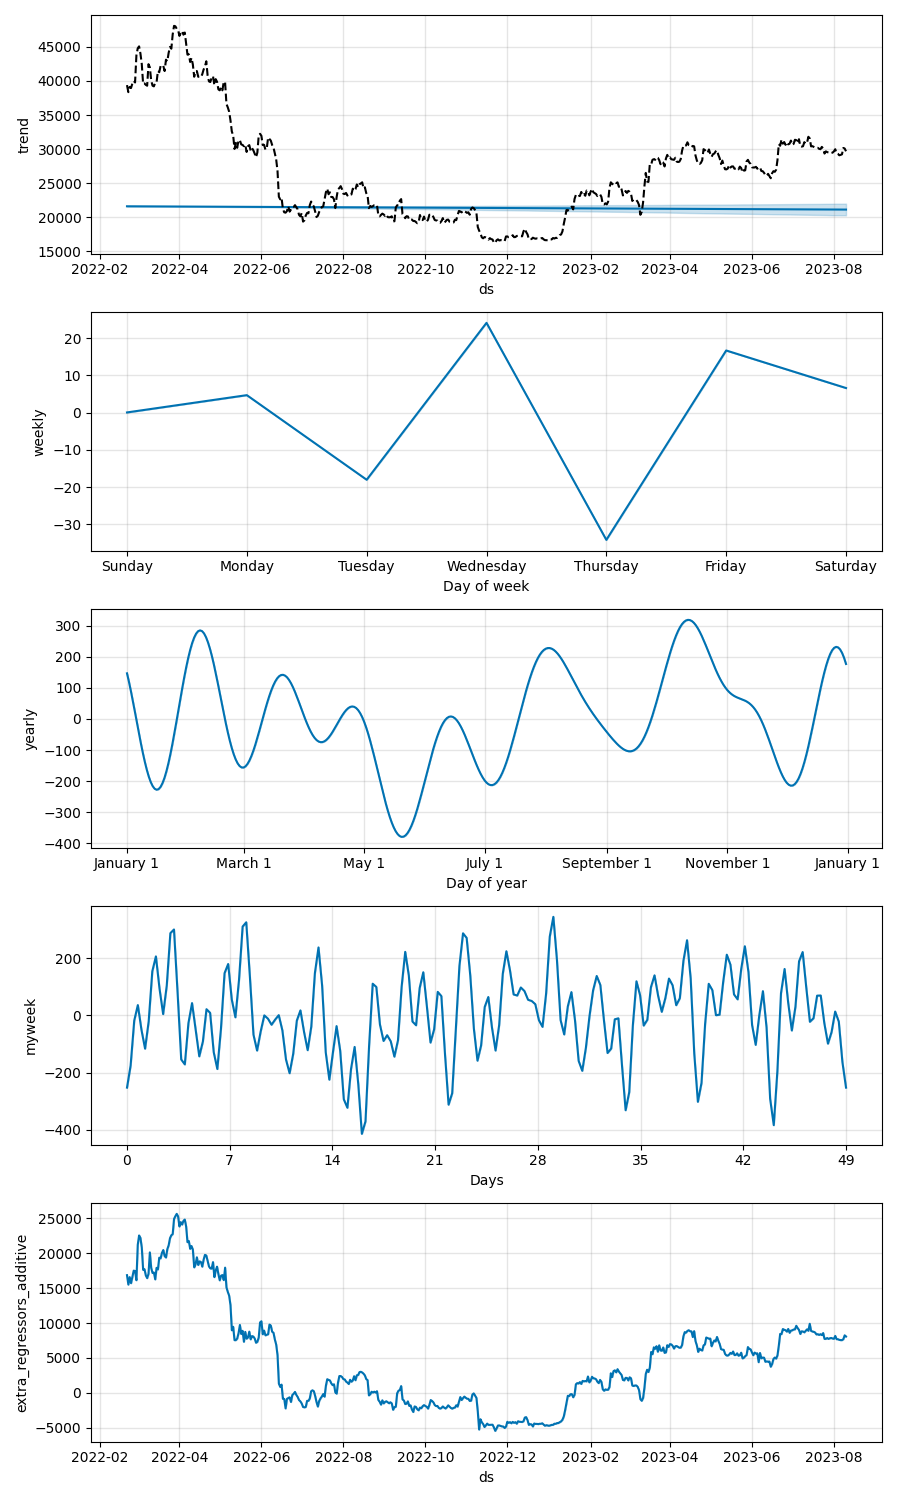 45000
40000
35000
30000
25000
20000
15000
trend
2022-02 2022-04 2022-06 2022-08 2022-10 2022-12 2023-02 2023-04 2023-06 2023-08
ds
20
10
0
−10
−20
−30
weekly
Sunday Monday Tuesday Wednesday Thursday Friday Saturday
Day of week
300
200
100
0
−100
−200
−300
−400
yearly
January 1 March 1 May 1 July 1 September 1 November 1 January 1
Day of year
200
0
−200
−400
myweek
0 7 14 21 28 35 42 49
Days
25000
20000
15000
10000
5000
0
−5000
extra_regressors_additive
2022-02 2022-04 2022-06 2022-08 2022-10 2022-12 2023-02 2023-04 2023-06 2023-08
ds